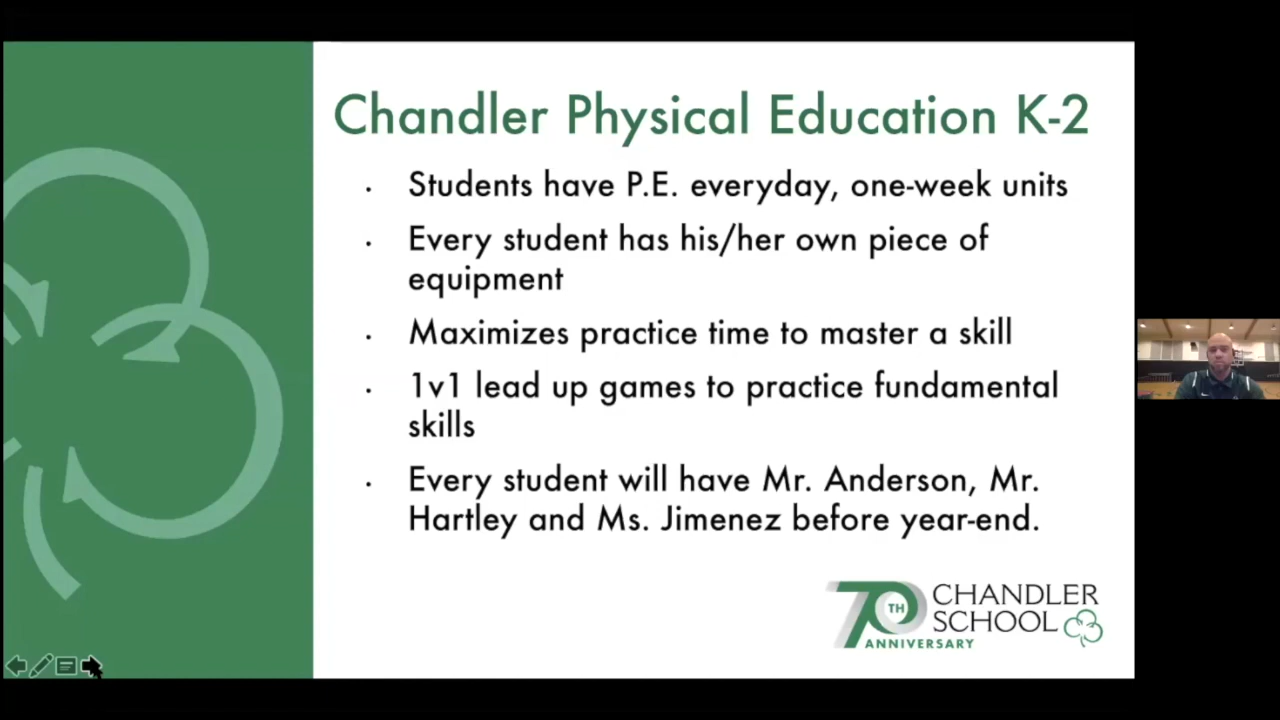 Chandler Physical Education K-2
· Students have P.E. everyday, one-week units
· Every student has his/her own piece of
equipment
· Maximizes practice time to master a skill
· 1v1 lead up games to practice fundamental
skills
· Every student will have Mr. Anderson, Mr.
Hartley and Ms. Jimenez before year-end.
70TH
ANNIVERSARY
CHANDLER
SCHOOL